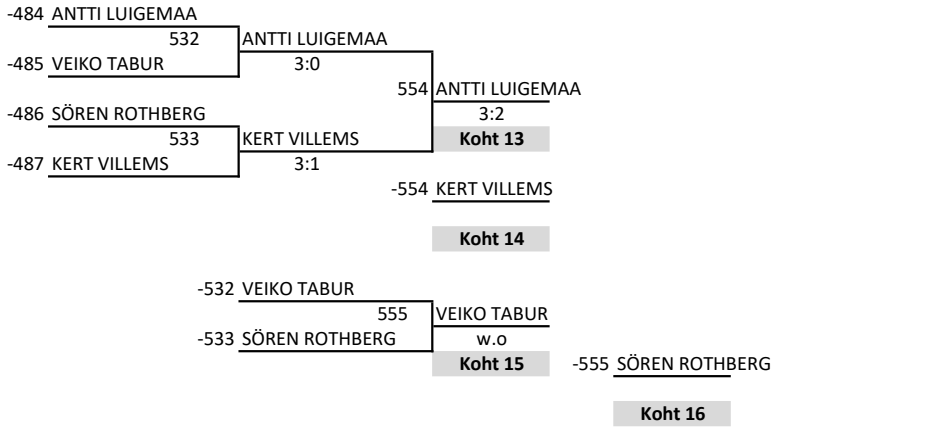 -484 ANTTI LUIGEMAA
532 ANTTI LUIGEMAA
-485 VEIKO TABUR 3:0
554 ANTTI LUIGEMAA
-486 SÖREN ROTHBERG 3:2
533 KERT VILLEMS Koht 13
-487 KERT VILLEMS 3:1
-554 KERT VILLEMS
Koht 14
-532 VEIKO TABUR
555 VEIKO TABUR
-533 SÖREN ROTHBERG w.o
Koht 15 -555 SÖREN ROTHBERG
Koht 16